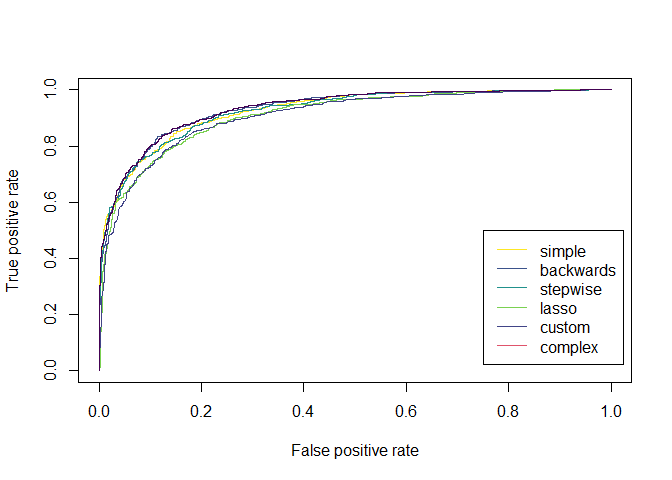 1.0
0.8
0.6
0.4
0.2
0.0
True positive rate
simple
backwards
stepwise
lasso
custom
complex
0.0 0.2 0.4 0.6 0.8 1.0
False positive rate